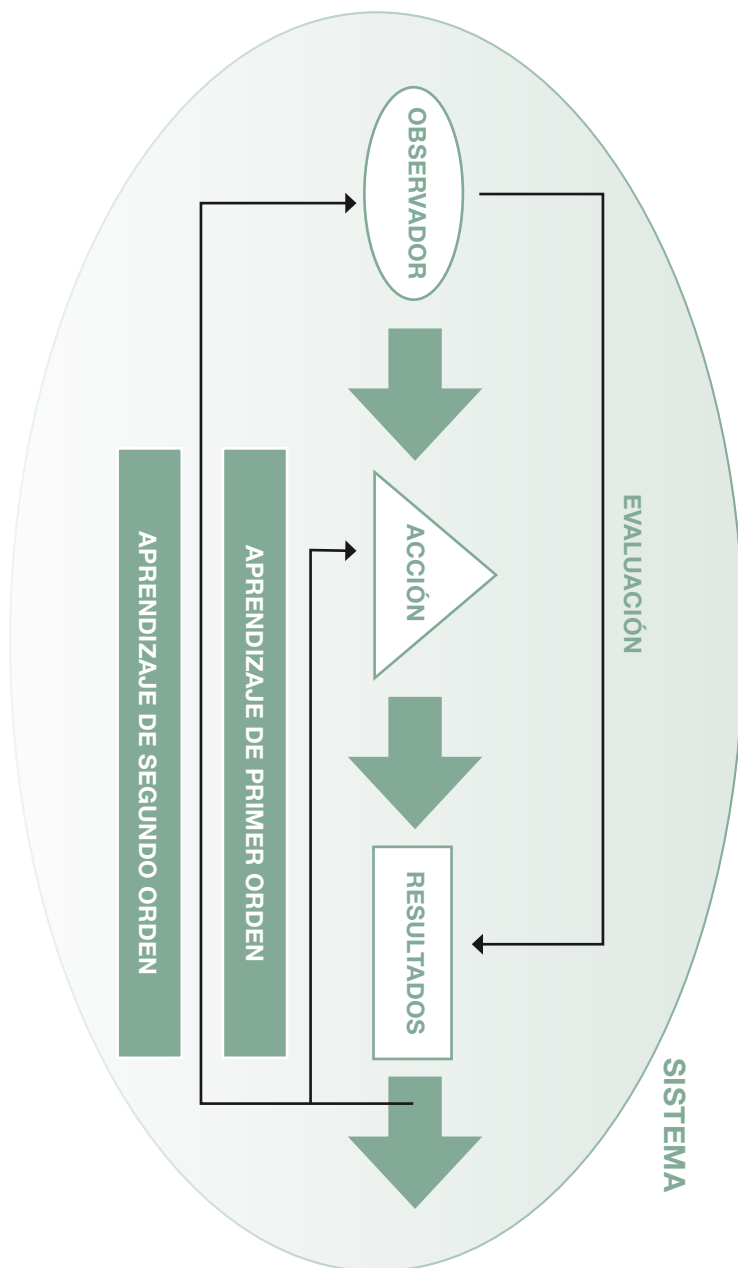 SISTEMA
EVALUACIÓN
OBSERVADOR
ACCIÓN
RESULTADOS
APRENDIZAJE DE PRIMER ORDEN
APRENDIZAJE DE SEGUNDO ORDEN